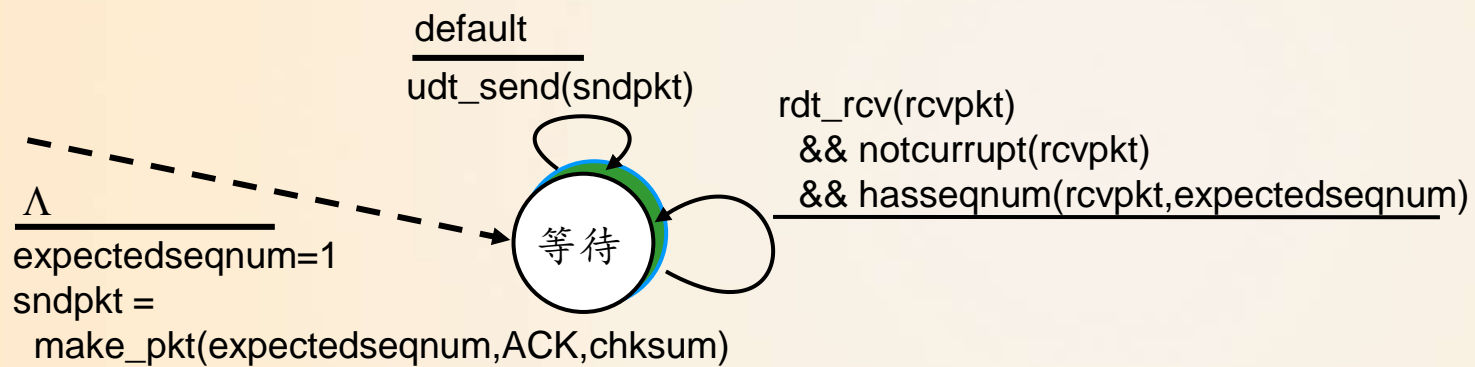 default
udt_send(sndpkt)
rdt_rcv(rcvpkt)
&& notcurrupt(rcvpkt)
&& hasseqnum(rcvpkt,expectedseqnum)
Λ
expectedseqnum=1
sndpkt =
make_pkt(expectedseqnum,ACK,chksum)
等待